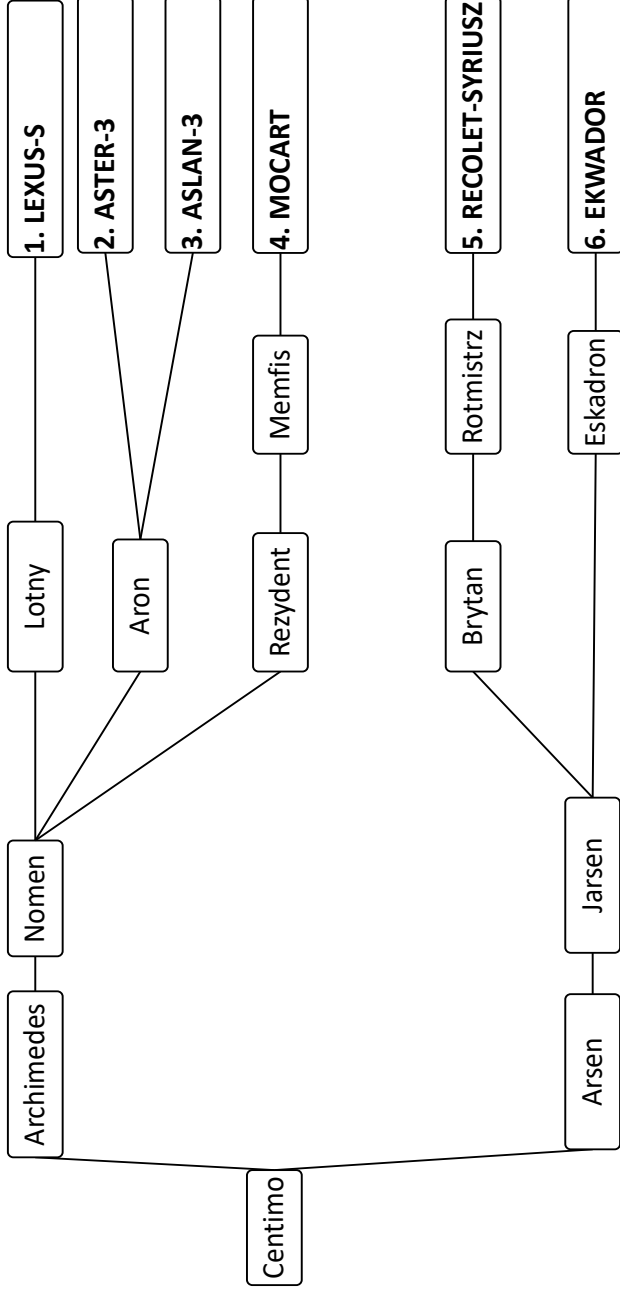 Centimo
Archimedes
Nomen
Lotny
1. LEXUS-S
Aron
2. ASTER-3
3. ASLAN-3
Rezydent
Memfis
4. MOCART
Arsen
Jarsen
Brytan
Rotmistrz
5. RECOLET-SYRIUSZ
Eskadron
6. EKWADOR